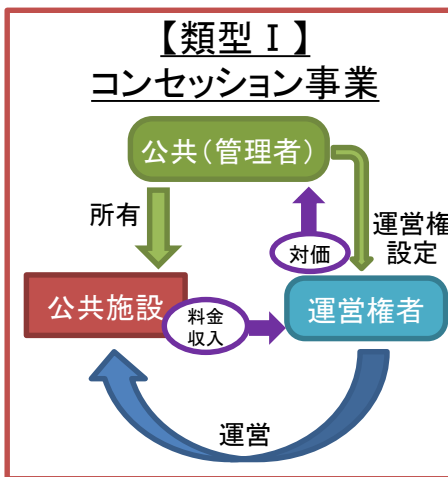 【類型Ⅰ】
コンセッション事業
公共(管理者)
所有
対価
運営権
設定
公共施設
料金
収入
運営権者
運営